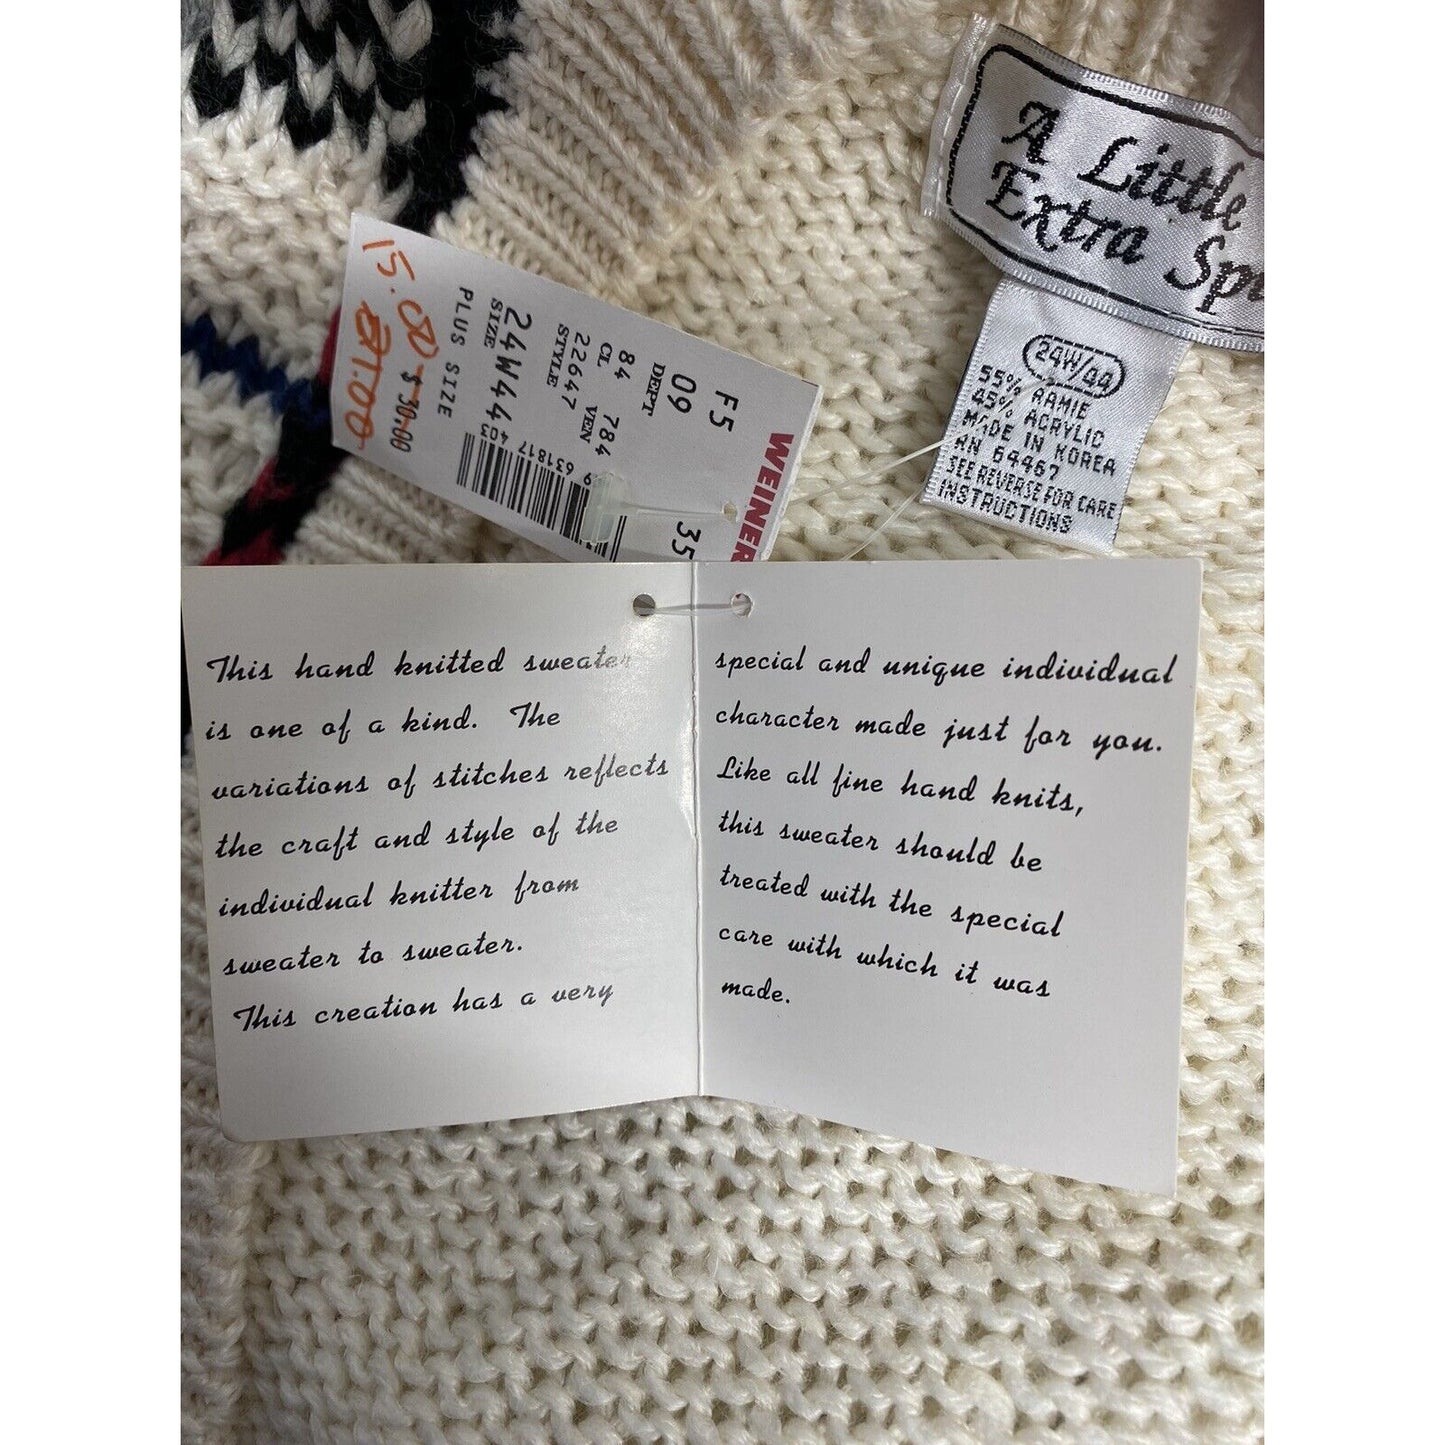 A Little
Extra
24W/44
55% RAMIE
45% ACRYLIC
MADE IN KOREA
RN 64467
SEE REVERSE FOR CARE
INSTRUCTIONS
WEINER
35
F5
09
DEPT
84 784
CL VEN
22647
STYLE
24W44
SIZE
PLUS SIZE
9 631817 403
$ 30.00
15.00
21.00
This hand knitted sweater
is one of a kind. The
variations of stitches reflects
the craft and style of the
individual knitter from
sweater to sweater.
This creation has a very
special and unique individual
character made just for you.
Like all fine hand knits,
this sweater should be
treated with the special
care with which it was
made.